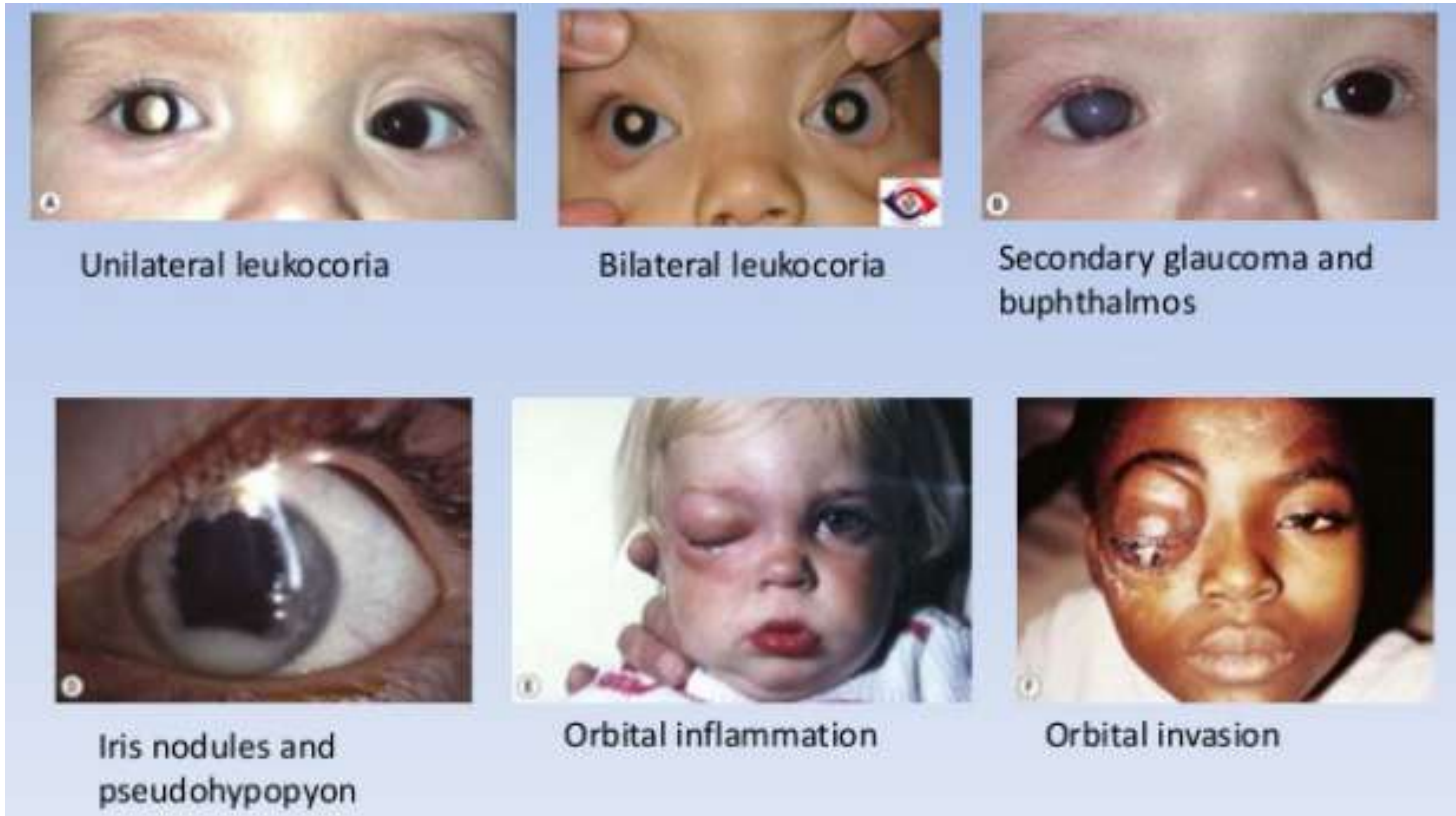 A
Unilateral leukocoria
Bilateral leukocoria
B
Secondary glaucoma and
buphthalmos
D
Iris nodules and
pseudohypopyon
E
Orbital inflammation
F
Orbital invasion